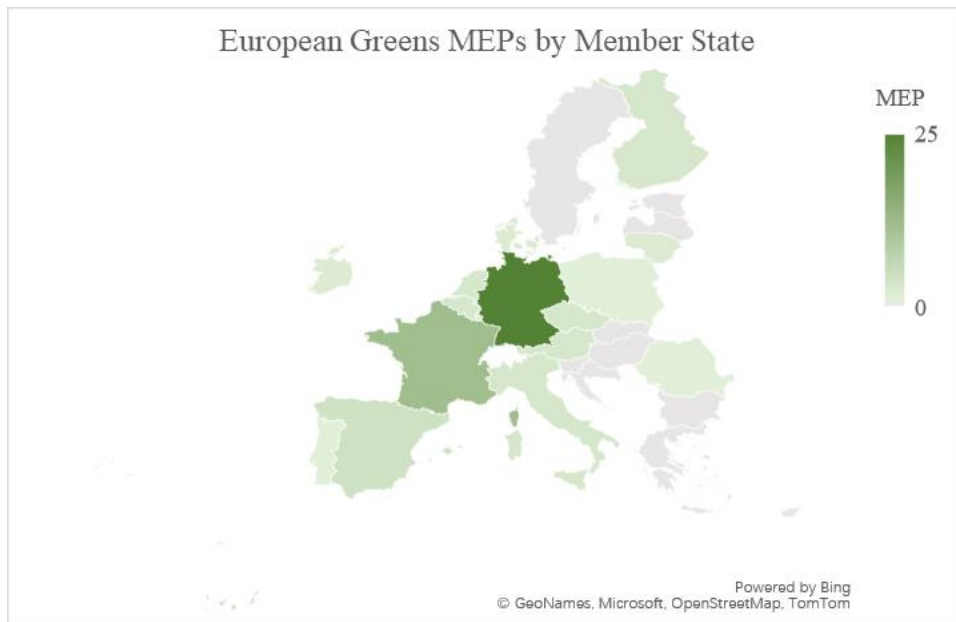 European Greens MEPs by Member State
MEP
25
0
Powered by Bing
© GeoNames, Microsoft, OpenStreetMap, TomTom